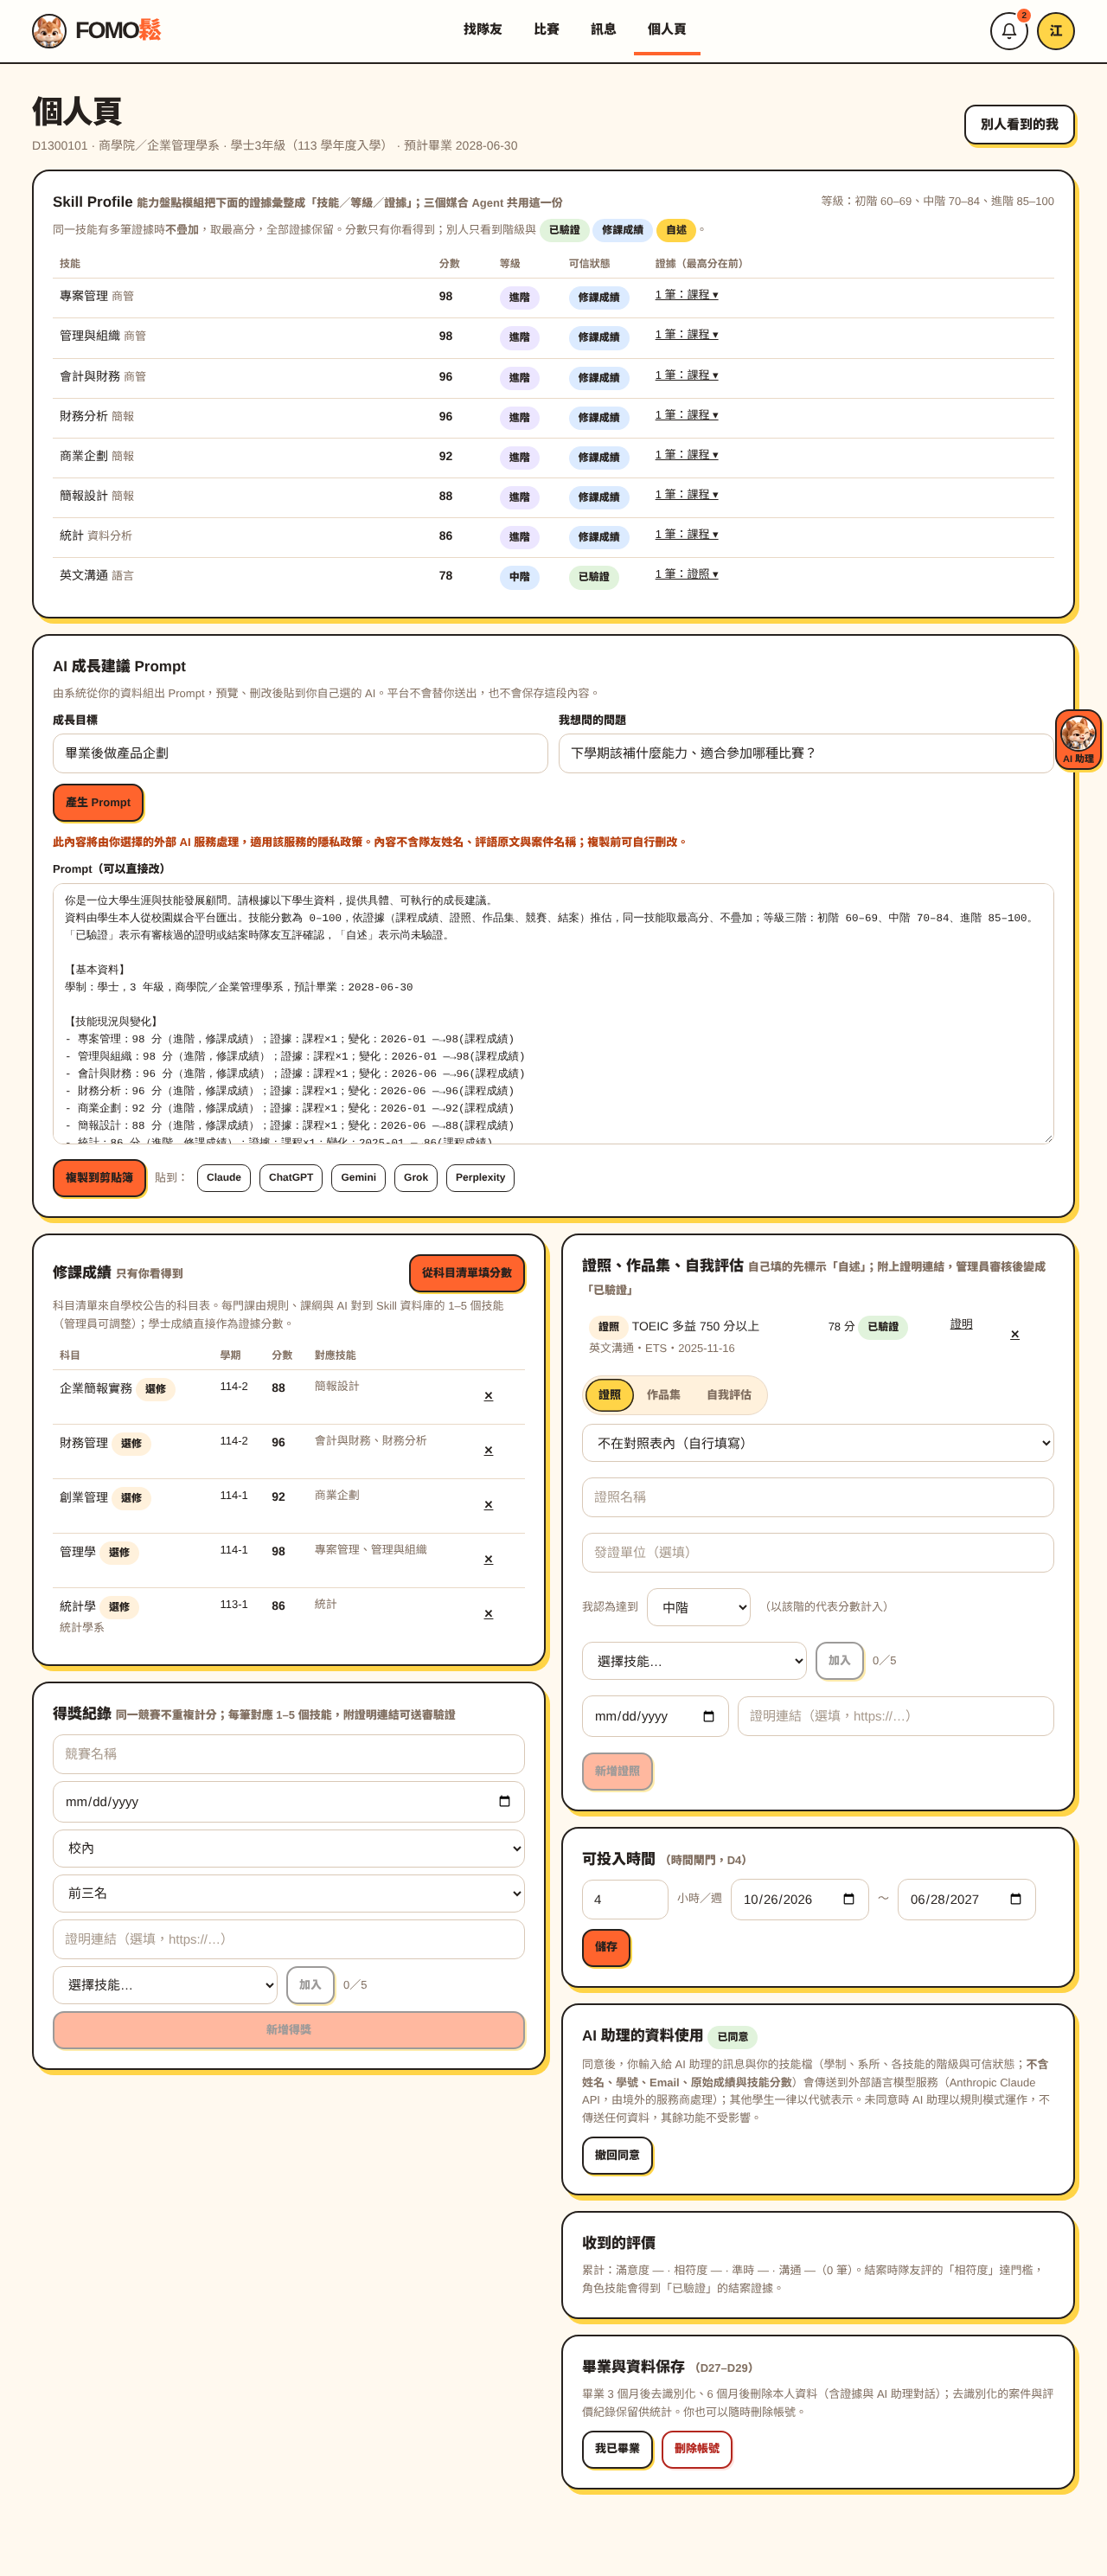 FOMO鬆
找隊友 比賽 訊息 個人頁
2
江
個人頁
D1300101 · 商學院／企業管理學系 · 學士3年級（113 學年度入學） · 預計畢業 2028-06-30
別人看到的我
Skill Profile 能力盤點模組把下面的證據彙整成「技能／等級／證據」；三個媒合 Agent 共用這一份
等級：初階 60–69、中階 70–84、進階 85–100
同一技能有多筆證據時不疊加，取最高分，全部證據保留。分數只有你看得到；別人只看到階級與 已驗證 修課成績 自述 。
技能 分數 等級 可信狀態 證據（最高分在前）
專案管理 商管 98 進階 修課成績 1 筆：課程 ▾
管理與組織 商管 98 進階 修課成績 1 筆：課程 ▾
會計與財務 商管 96 進階 修課成績 1 筆：課程 ▾
財務分析 簡報 96 進階 修課成績 1 筆：課程 ▾
商業企劃 簡報 92 進階 修課成績 1 筆：課程 ▾
簡報設計 簡報 88 進階 修課成績 1 筆：課程 ▾
統計 資料分析 86 進階 修課成績 1 筆：課程 ▾
英文溝通 語言 78 中階 已驗證 1 筆：證照 ▾
AI 成長建議 Prompt
由系統從你的資料組出 Prompt，預覽、刪改後貼到你自己選的 AI。平台不會替你送出，也不會保存這段內容。
成長目標 我想問的問題
畢業後做產品企劃 下學期該補什麼能力、適合參加哪種比賽？
AI 助理
產生 Prompt
此內容將由你選擇的外部 AI 服務處理，適用該服務的隱私政策。內容不含隊友姓名、評語原文與案件名稱；複製前可自行刪改。
Prompt（可以直接改）
你是一位大學生涯與技能發展顧問。請根據以下學生資料，提供具體、可執行的成長建議。
資料由學生本人從校園媒合平台匯出。技能分數為 0–100，依證據（課程成績、證照、作品集、競賽、結案）推估，同一技能取最高分、不疊加；等級三階：初階 60–69、中階 70–84、進階 85–100。
「已驗證」表示有審核過的證明或結案時隊友互評確認，「自述」表示尚未驗證。
【基本資料】
學制：學士，3 年級，商學院／企業管理學系，預計畢業：2028-06-30
【技能現況與變化】
- 專案管理：98 分（進階，修課成績）；證據：課程×1；變化：2026-01 —→98(課程成績)
- 管理與組織：98 分（進階，修課成績）；證據：課程×1；變化：2026-01 —→98(課程成績)
- 會計與財務：96 分（進階，修課成績）；證據：課程×1；變化：2026-06 —→96(課程成績)
- 財務分析：96 分（進階，修課成績）；證據：課程×1；變化：2026-06 —→96(課程成績)
- 商業企劃：92 分（進階，修課成績）；證據：課程×1；變化：2026-01 —→92(課程成績)
- 簡報設計：88 分（進階，修課成績）；證據：課程×1；變化：2026-06 —→88(課程成績)
- 統計：86 分（進階，修課成績）；證據：課程×1；變化：2025-01 —→86(課程成績)
複製到剪貼簿 貼到： Claude ChatGPT Gemini Grok Perplexity
修課成績 只有你看得到
從科目清單填分數
科目清單來自學校公告的科目表。每門課由規則、課綱與 AI 對到 Skill 資料庫的 1–5 個技能
（管理員可調整）；學士成績直接作為證據分數。
科目 學期 分數 對應技能
企業簡報實務 選修 114-2 88 簡報設計 ✕
財務管理 選修 114-2 96 會計與財務、財務分析 ✕
創業管理 選修 114-1 92 商業企劃 ✕
管理學 選修 114-1 98 專案管理、管理與組織 ✕
統計學 選修 113-1 86 統計 ✕
統計學系
得獎紀錄 同一競賽不重複計分；每筆對應 1–5 個技能，附證明連結可送審驗證
競賽名稱
mm/dd/yyyy
校內
前三名
證明連結（選填，https://…）
選擇技能… 加入 0／5
新增得獎
證照、作品集、自我評估 自己填的先標示「自述」；附上證明連結，管理員審核後變成
「已驗證」
證照 TOEIC 多益 750 分以上 78 分 已驗證 證明 ✕
英文溝通・ETS・2025-11-16
證照 作品集 自我評估
不在對照表內（自行填寫）
證照名稱
發證單位（選填）
我認為達到 中階 （以該階的代表分數計入）
選擇技能… 加入 0／5
mm/dd/yyyy 證明連結（選填，https://…）
新增證照
可投入時間 （時間閘門，D4）
4 小時／週 10/26/2026 ～ 06/28/2027
儲存
AI 助理的資料使用 已同意
同意後，你輸入給 AI 助理的訊息與你的技能檔（學制、系所、各技能的階級與可信狀態；不含
姓名、學號、Email、原始成績與技能分數）會傳送到外部語言模型服務（Anthropic Claude
API，由境外的服務商處理）；其他學生一律以代號表示。未同意時 AI 助理以規則模式運作，不
傳送任何資料，其餘功能不受影響。
撤回同意
收到的評價
累計：滿意度 — · 相符度 — · 準時 — · 溝通 —（0 筆）。結案時隊友評的「相符度」達門檻，
角色技能會得到「已驗證」的結案證據。
畢業與資料保存 （D27–D29）
畢業 3 個月後去識別化、6 個月後刪除本人資料（含證據與 AI 助理對話）；去識別化的案件與評
價紀錄保留供統計。你也可以隨時刪除帳號。
我已畢業 刪除帳號